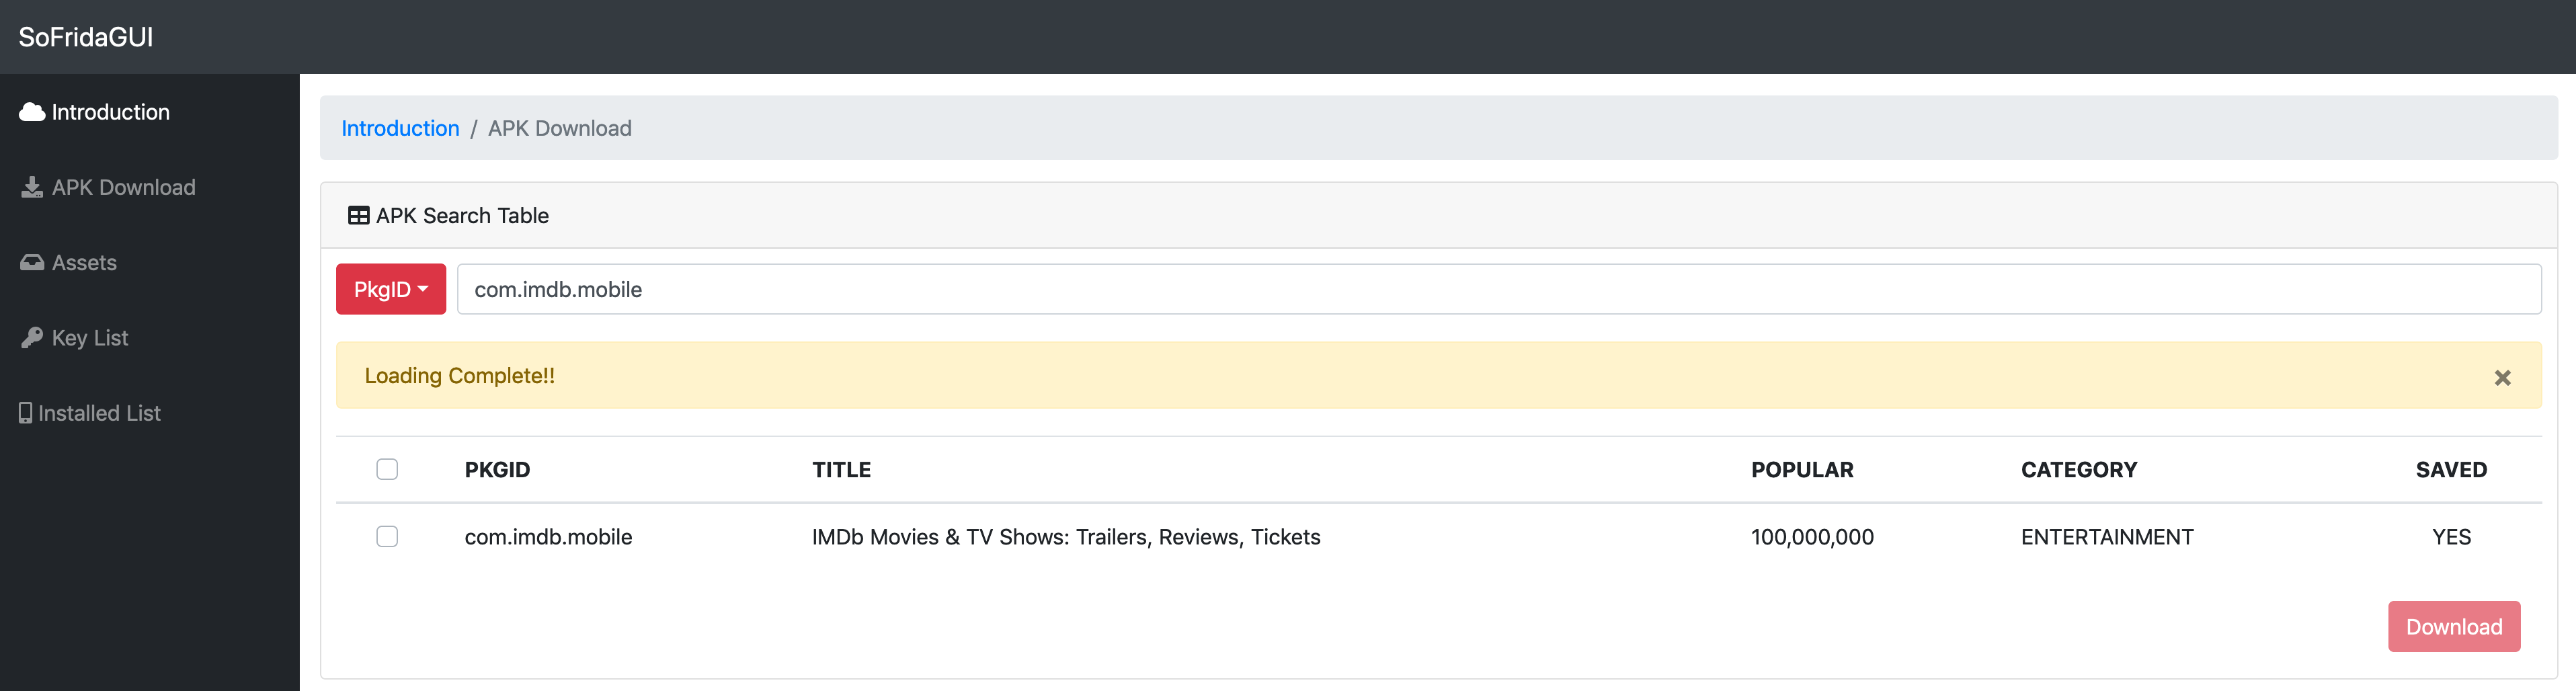 SoFridaGUI
Introduction
APK Download
Assets
Key List
Installed List
Introduction / APK Download
APK Search Table
PkgID com.imdb.mobile
Loading Complete!! ×
PKGID TITLE POPULAR CATEGORY SAVED
com.imdb.mobile IMDb Movies & TV Shows: Trailers, Reviews, Tickets 100,000,000 ENTERTAINMENT YES
Download